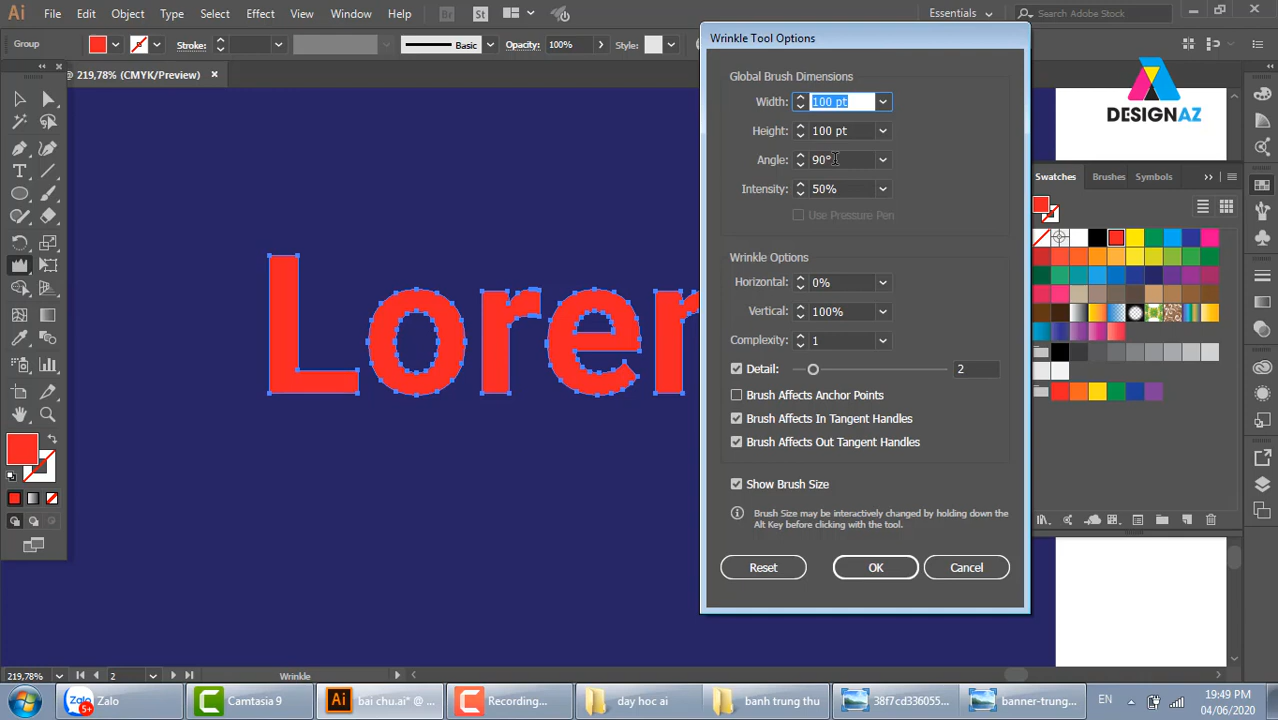 Ai File Edit Object Type Select Effect View Window Help Br St Essentials Search Adobe Stock
Group Stroke: Basic Opacity: 100% Style:
219,78% (CMYK/Preview)
Lorem
Wrinkle Tool Options
Global Brush Dimensions
Width: 100 pt
Height: 100 pt
Angle: 90°
Intensity: 50%
Use Pressure Pen
Wrinkle Options
Horizontal: 0%
Vertical: 100%
Complexity: 1
Detail: 2
Brush Affects Anchor Points
Brush Affects In Tangent Handles
Brush Affects Out Tangent Handles
Show Brush Size
Brush Size may be interactively changed by holding down the
Alt Key before clicking with the tool.
Reset OK Cancel
DESIGNAZ
Swatches Brushes Symbols
219,78% 2 Wrinkle
Zalo 5+ Zalo
Camtasia 9
Ai bai chu.ai*
Recording...
day hoc ai
banh trung thu
38f7cd336055...
banner-trung...
EN
19:49 PM
04/06/2020